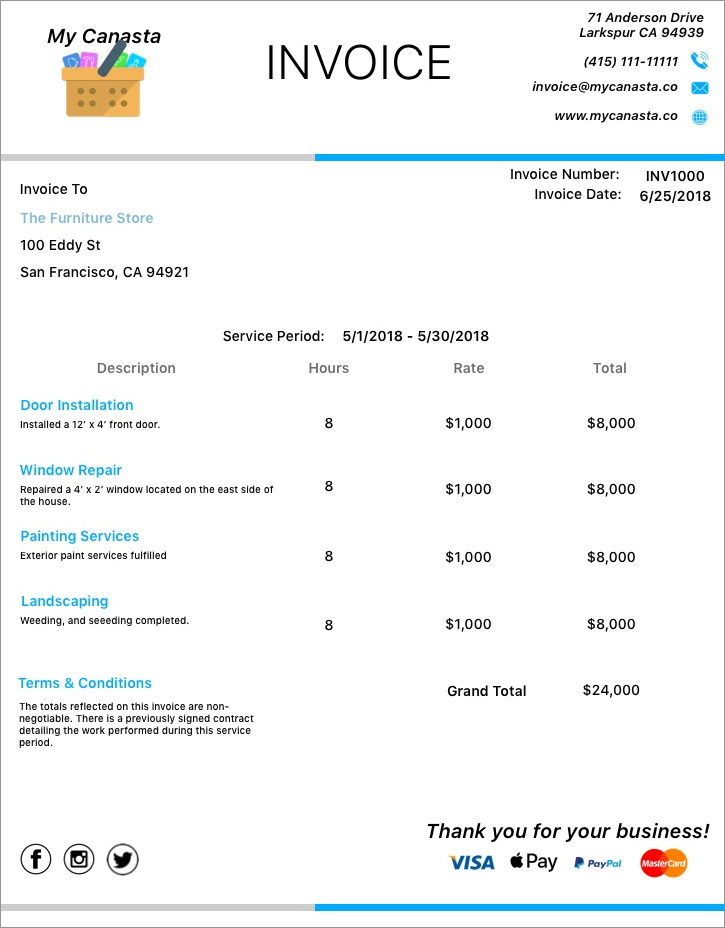 My Canasta
INVOICE
71 Anderson Drive
Larkspur CA 94939
(415) 111-11111
invoice@mycanasta.co
www.mycanasta.co
Invoice Number: INV1000
Invoice Date: 6/25/2018
Invoice To
The Furniture Store
100 Eddy St
San Francisco, CA 94921
Service Period: 5/1/2018 - 5/30/2018
Description Hours Rate Total
Door Installation
Installed a 12’ x 4’ front door.
8 $1,000 $8,000
Window Repair
Repaired a 4’ x 2’ window located on the east side of
the house.
8 $1,000 $8,000
Painting Services
Exterior paint services fulfilled
8 $1,000 $8,000
Landscaping
Weeding, and seeeding completed.
8 $1,000 $8,000
Terms & Conditions
The totals reflected on this invoice are non-
negotiable. There is a previously signed contract
detailing the work performed during this service
period.
Grand Total $24,000
Thank you for your business!
VISA Pay PayPal MasterCard